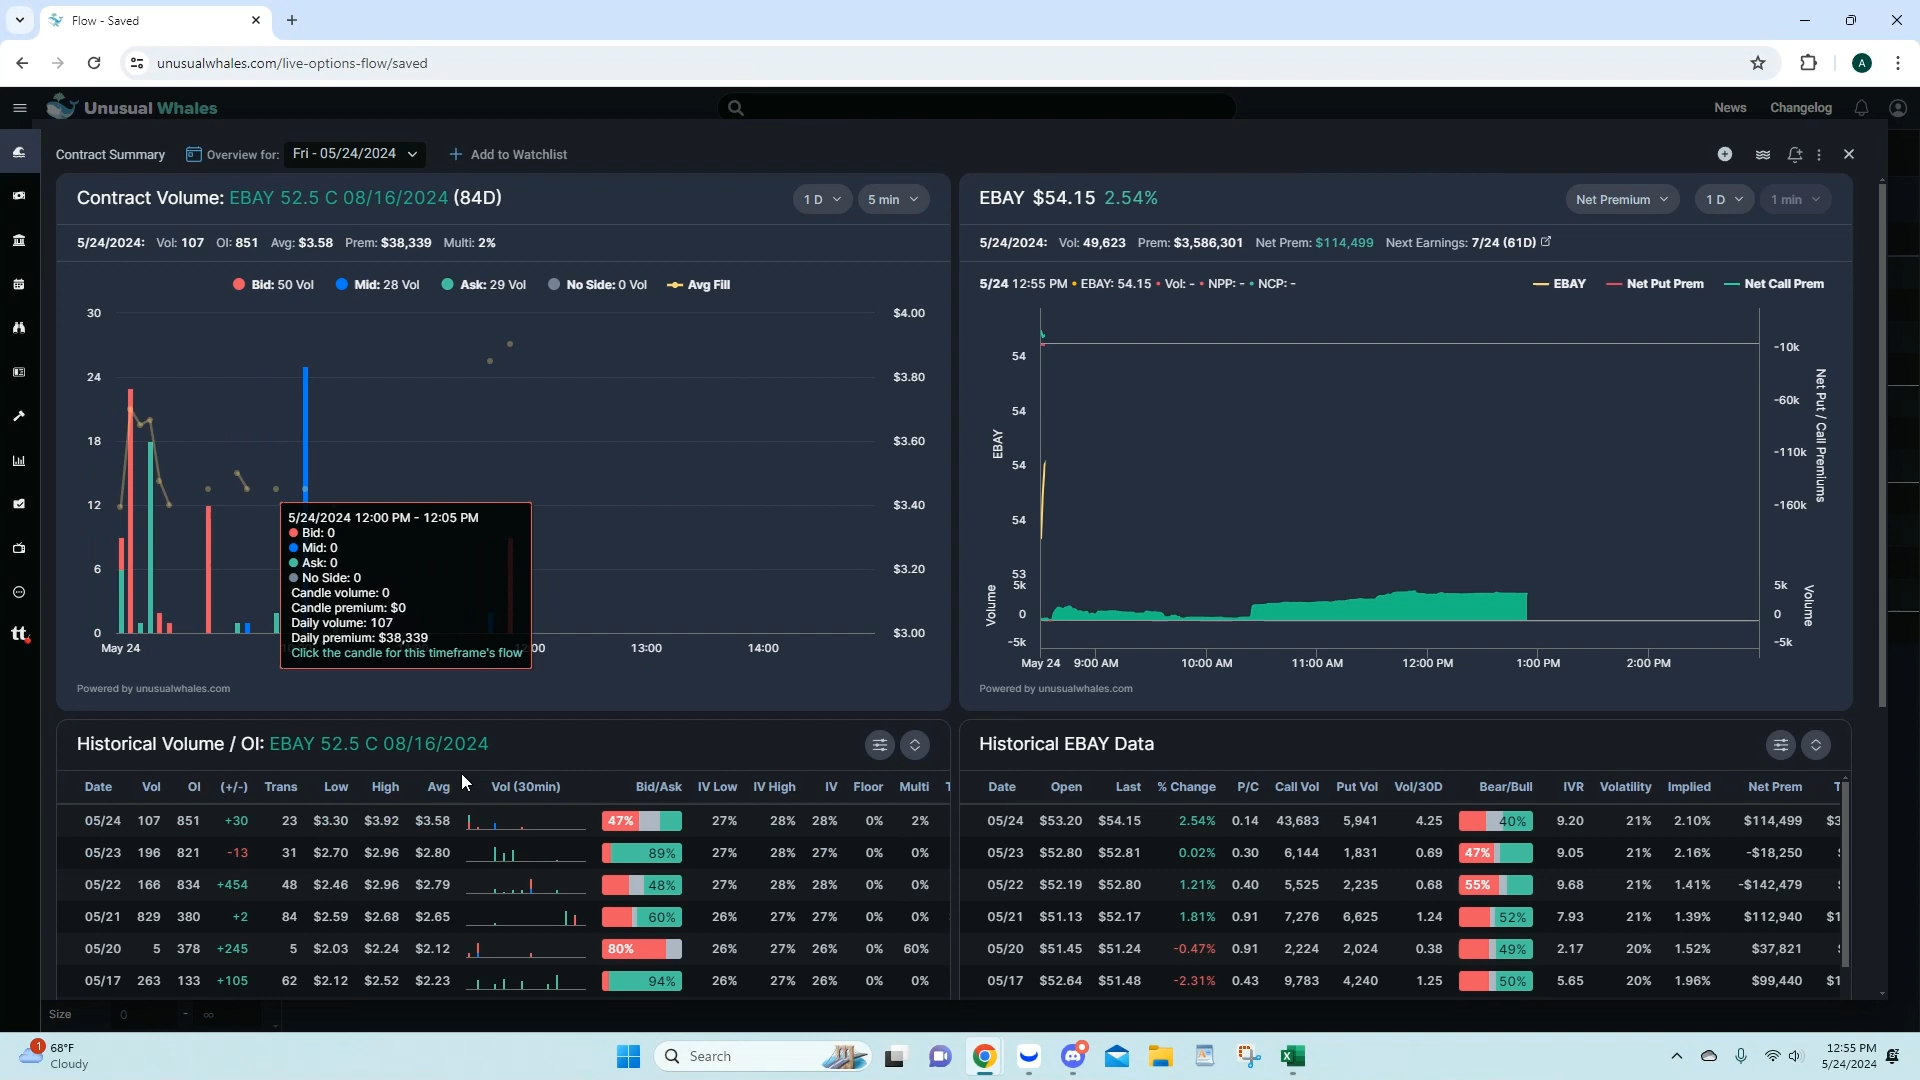 Flow - Saved
unusualwhales.com/live-options-flow/saved
A
Unusual Whales
News Changelog
Contract Summary Overview for: Fri - 05/24/2024 Add to Watchlist
Contract Volume: EBAY 52.5 C 08/16/2024 (84D) 1 D 5 min
5/24/2024: Vol: 107 OI: 851 Avg: $3.58 Prem: $38,339 Multi: 2%
Bid: 50 Vol Mid: 28 Vol Ask: 29 Vol No Side: 0 Vol Avg Fill
30 $4.00
24 $3.80
18 $3.60
12 $3.40
6 $3.20
0 $3.00
May 24 13:00 14:00
5/24/2024 12:00 PM - 12:05 PM
Bid: 0
Mid: 0
Ask: 0
No Side: 0
Candle volume: 0
Candle premium: $0
Daily volume: 107
Daily premium: $38,339
Click the candle for this timeframe's flow
Powered by unusualwhales.com
EBAY $54.15 2.54% Net Premium 1 D 1 min
5/24/2024: Vol: 49,623 Prem: $3,586,301 Net Prem: $114,499 Next Earnings: 7/24 (61D)
5/24 12:55 PM • EBAY: 54.15 • Vol: - • NPP: - • NCP: - EBAY Net Put Prem Net Call Prem
54 -10k
54 -60k
54 -110k
54 -160k
53
5k 5k
0 0
-5k -5k
EBAY
Volume
Net Put / Call Premiums
Volume
May 24 9:00 AM 10:00 AM 11:00 AM 12:00 PM 1:00 PM 2:00 PM
Powered by unusualwhales.com
Historical Volume / OI: EBAY 52.5 C 08/16/2024
Date Vol OI (+/-) Trans Low High Avg Vol (30min) Bid/Ask IV Low IV High IV Floor Multi
05/24 107 851 +30 23 $3.30 $3.92 $3.58 47% 27% 28% 28% 0% 2%
05/23 196 821 -13 31 $2.70 $2.96 $2.80 89% 27% 28% 27% 0% 0%
05/22 166 834 +454 48 $2.46 $2.96 $2.79 48% 27% 28% 28% 0% 0%
05/21 829 380 +2 84 $2.59 $2.68 $2.65 60% 26% 27% 27% 0% 0%
05/20 5 378 +245 5 $2.03 $2.24 $2.12 80% 26% 27% 26% 0% 60%
05/17 263 133 +105 62 $2.12 $2.52 $2.23 94% 26% 27% 26% 0% 0%
Historical EBAY Data
Date Open Last % Change P/C Call Vol Put Vol Vol/30D Bear/Bull IVR Volatility Implied Net Prem
05/24 $53.20 $54.15 2.54% 0.14 43,683 5,941 4.25 40% 9.20 21% 2.10% $114,499 $3
05/23 $52.80 $52.81 0.02% 0.30 6,144 1,831 0.69 47% 9.05 21% 2.16% -$18,250
05/22 $52.19 $52.80 1.21% 0.40 5,525 2,235 0.68 55% 9.68 21% 1.41% -$142,479
05/21 $51.13 $52.17 1.81% 0.91 7,276 6,625 1.24 52% 7.93 21% 1.39% $112,940 $1
05/20 $51.45 $51.24 -0.47% 0.91 2,224 2,024 0.38 49% 2.17 20% 1.52% $37,821
05/17 $52.64 $51.48 -2.31% 0.43 9,783 4,240 1.25 50% 5.65 20% 1.96% $99,440 $1
tt
Size 0 - ∞
1 68°F
Cloudy
Search
12:55 PM
5/24/2024